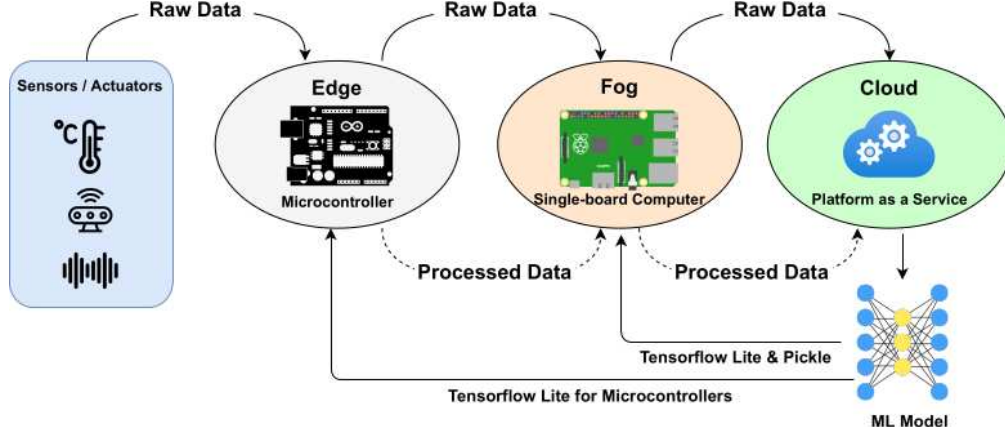 Raw Data
Raw Data
Raw Data
Sensors / Actuators
°C
Edge
Microcontroller
Fog
Single-board Computer
Cloud
Platform as a Service
Processed Data
Processed Data
Tensorflow Lite & Pickle
Tensorflow Lite for Microcontrollers
ML Model